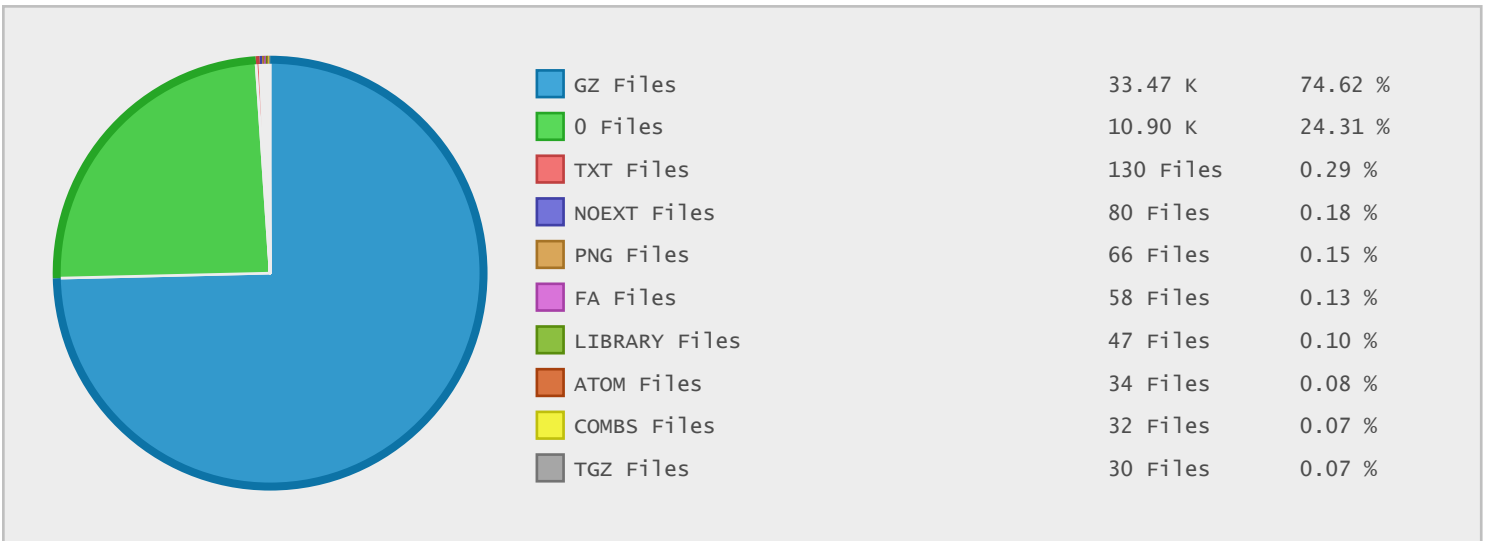 GZ Files 33.47 K 74.62 %
0 Files 10.90 K 24.31 %
TXT Files 130 Files 0.29 %
NOEXT Files 80 Files 0.18 %
PNG Files 66 Files 0.15 %
FA Files 58 Files 0.13 %
LIBRARY Files 47 Files 0.10 %
ATOM Files 34 Files 0.08 %
COMBS Files 32 Files 0.07 %
TGZ Files 30 Files 0.07 %